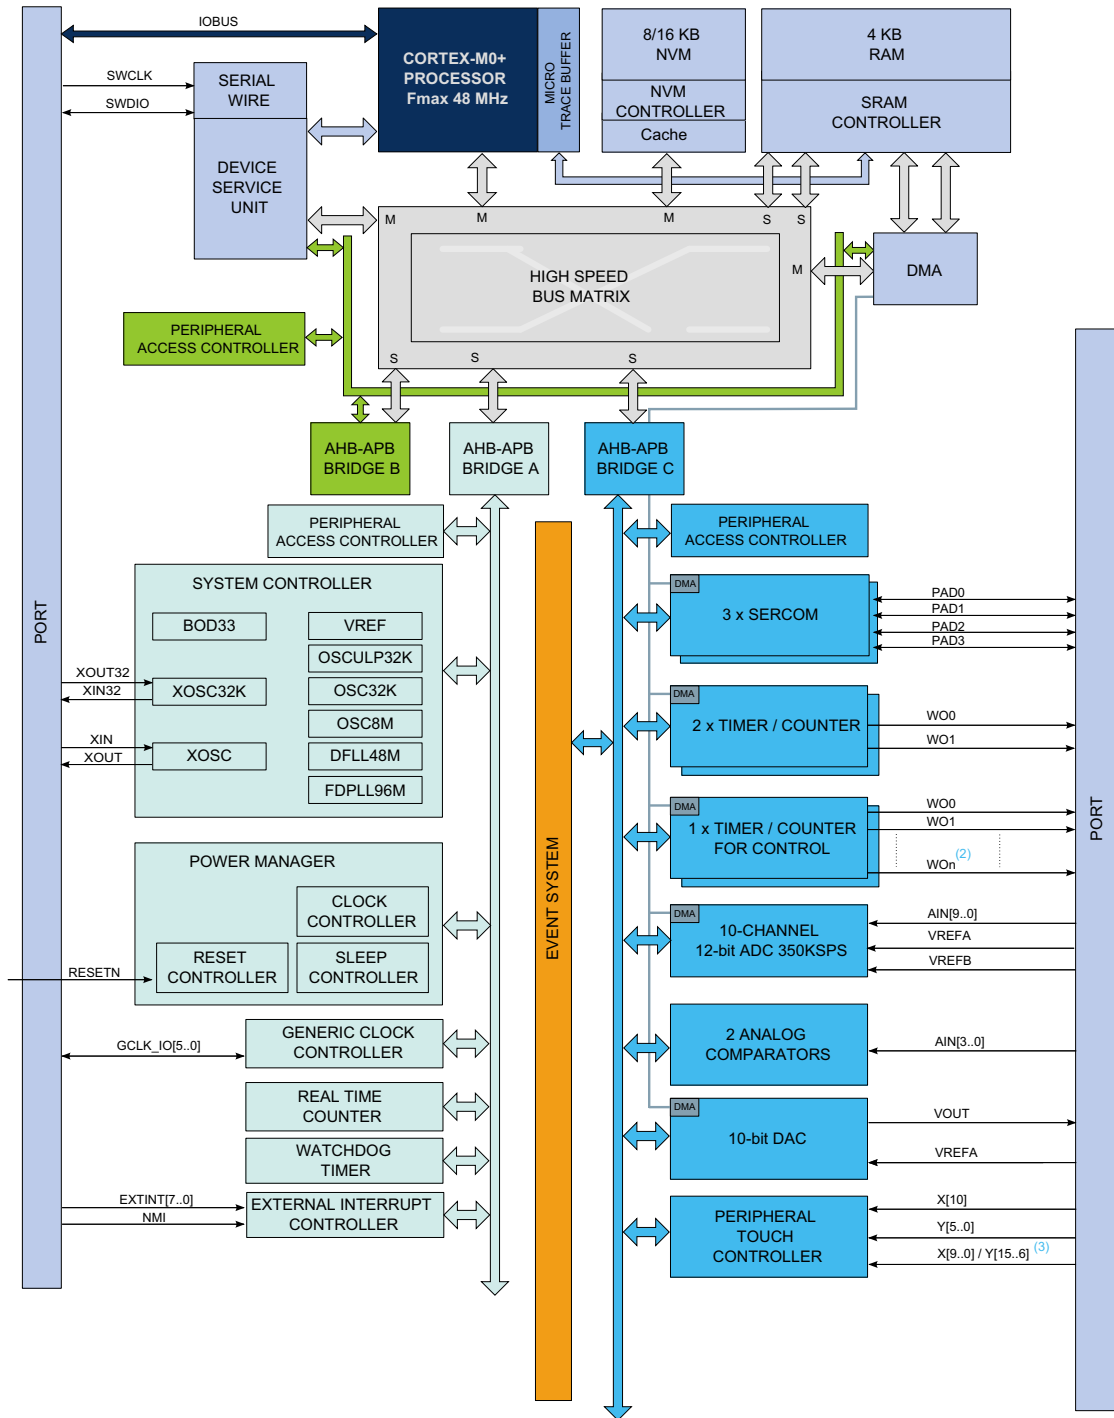 IOBUS
CORTEX-M0+
PROCESSOR
Fmax 48 MHz
MICRO
TRACE BUFFER
8/16 KB
NVM
NVM
CONTROLLER
Cache
4 KB
RAM
SRAM
CONTROLLER
SWCLK
SWDIO
SERIAL
WIRE
DEVICE
SERVICE
UNIT
M
M
M
S
S
M
HIGH SPEED
BUS MATRIX
DMA
PERIPHERAL
ACCESS CONTROLLER
S
S
S
AHB-APB
BRIDGE B
AHB-APB
BRIDGE A
AHB-APB
BRIDGE C
PORT
PERIPHERAL
ACCESS CONTROLLER
SYSTEM CONTROLLER
BOD33
VREF
OSCULP32K
XOUT32
XIN32
XOSC32K
OSC32K
OSC8M
XIN
XOUT
XOSC
DFLL48M
FDPLL96M
POWER MANAGER
CLOCK
CONTROLLER
RESETN
RESET
CONTROLLER
SLEEP
CONTROLLER
GCLK_IO[5..0]
GENERIC CLOCK
CONTROLLER
REAL TIME
COUNTER
WATCHDOG
TIMER
EXTINT[7..0]
NMI
EXTERNAL INTERRUPT
CONTROLLER
EVENT SYSTEM
PERIPHERAL
ACCESS CONTROLLER
DMA
3 x SERCOM
PAD0
PAD1
PAD2
PAD3
DMA
2 x TIMER / COUNTER
WO0
WO1
DMA
1 x TIMER / COUNTER
FOR CONTROL
WO0
WO1
(2)
WOn
DMA
10-CHANNEL
12-bit ADC 350KSPS
AIN[9..0]
VREFA
VREFB
2 ANALOG
COMPARATORS
AIN[3..0]
DMA
10-bit DAC
VOUT
VREFA
PERIPHERAL
TOUCH
CONTROLLER
X[10]
Y[5..0]
X[9..0] / Y[15..6] (3)
PORT